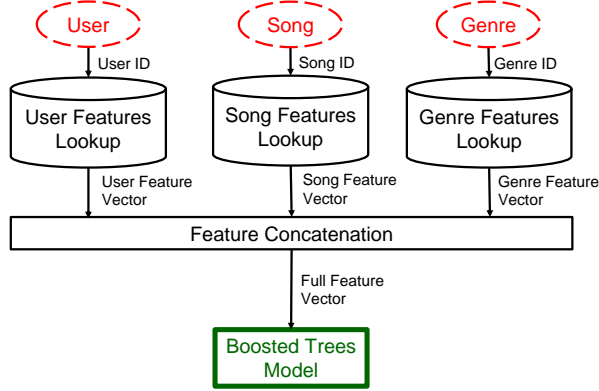 User
Song
Genre
User ID
Song ID
Genre ID
User Features
Lookup
Song Features
Lookup
Genre Features
Lookup
User Feature
Vector
Song Feature
Vector
Genre Feature
Vector
Feature Concatenation
Full Feature
Vector
Boosted Trees
Model